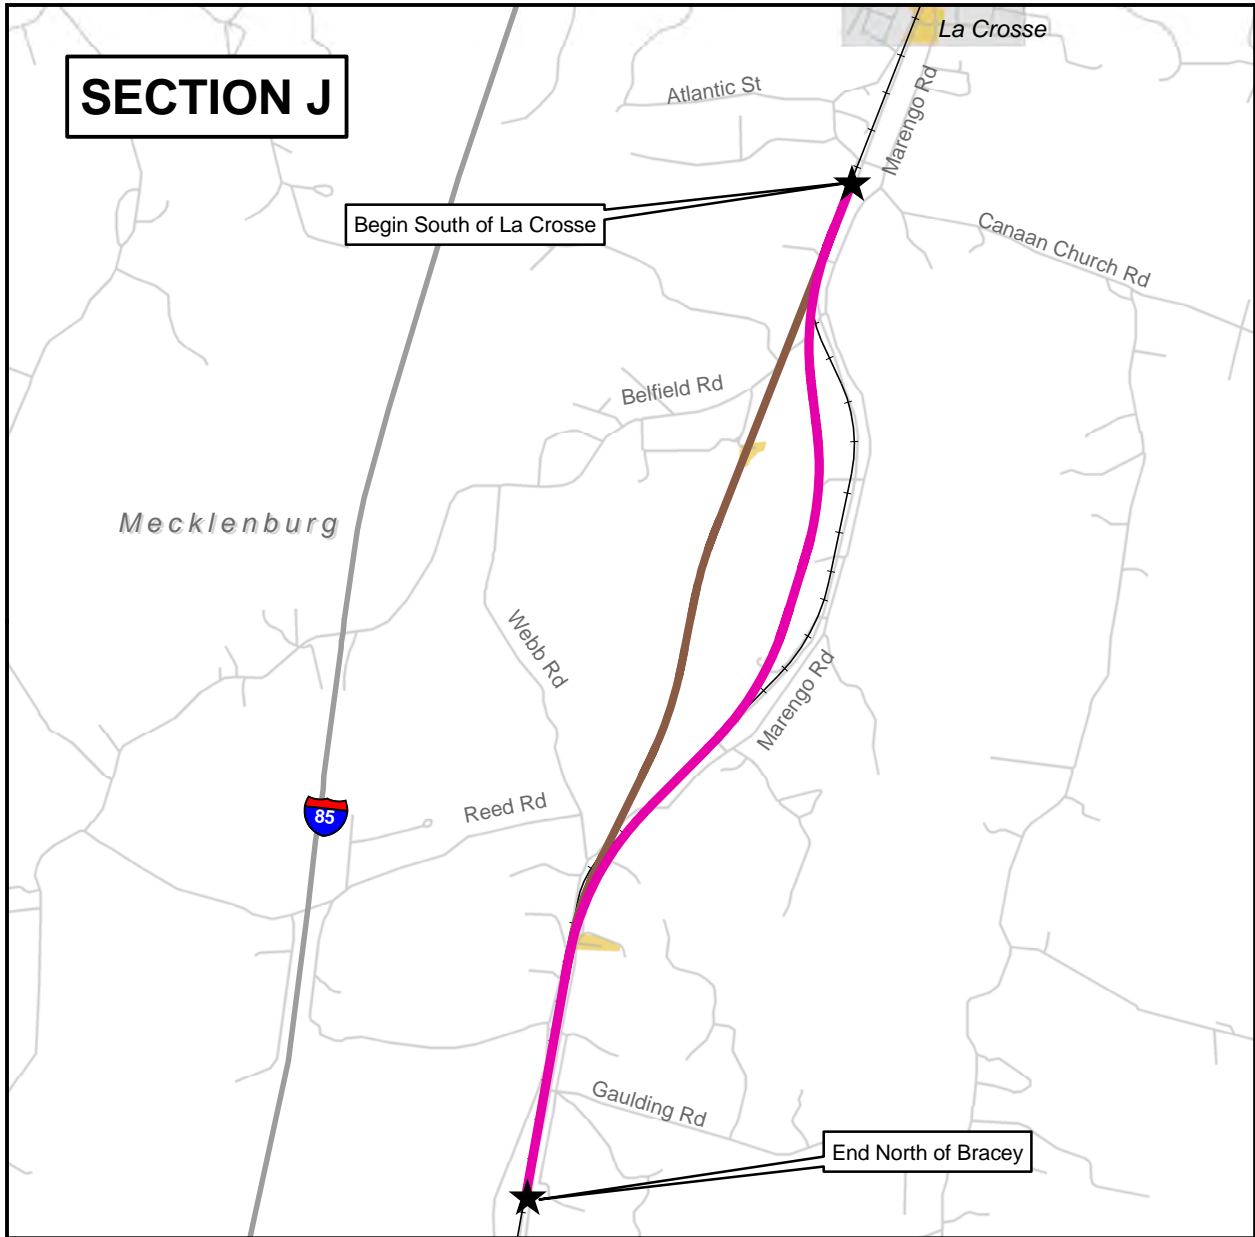 La Crosse
SECTION J
Atlantic St
Marengo Rd
Begin South of La Crosse
Canaan Church Rd
Belfield Rd
Mecklenburg
Webb Rd
Marengo Rd
Reed Rd
85
Gaulding Rd
End North of Bracey